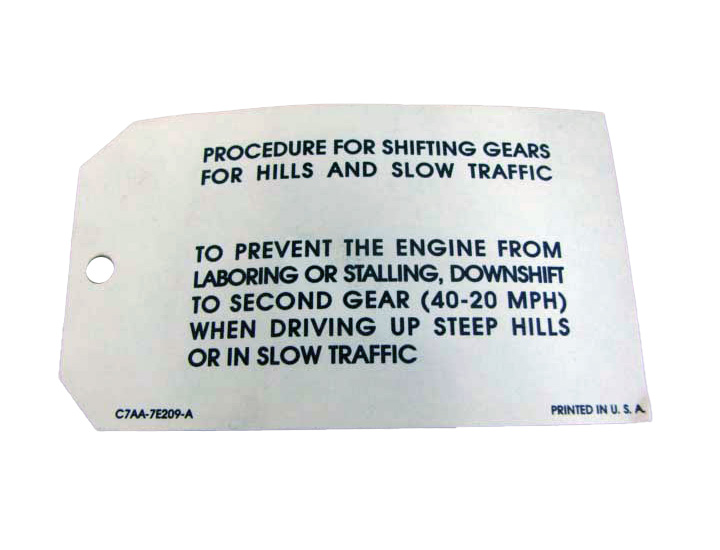 PROCEDURE FOR SHIFTING GEARS
FOR HILLS AND SLOW TRAFFIC
TO PREVENT THE ENGINE FROM
LABORING OR STALLING, DOWNSHIFT
TO SECOND GEAR (40-20 MPH)
WHEN DRIVING UP STEEP HILLS
OR IN SLOW TRAFFIC
C7AA-7E209-A
PRINTED IN U. S. A.